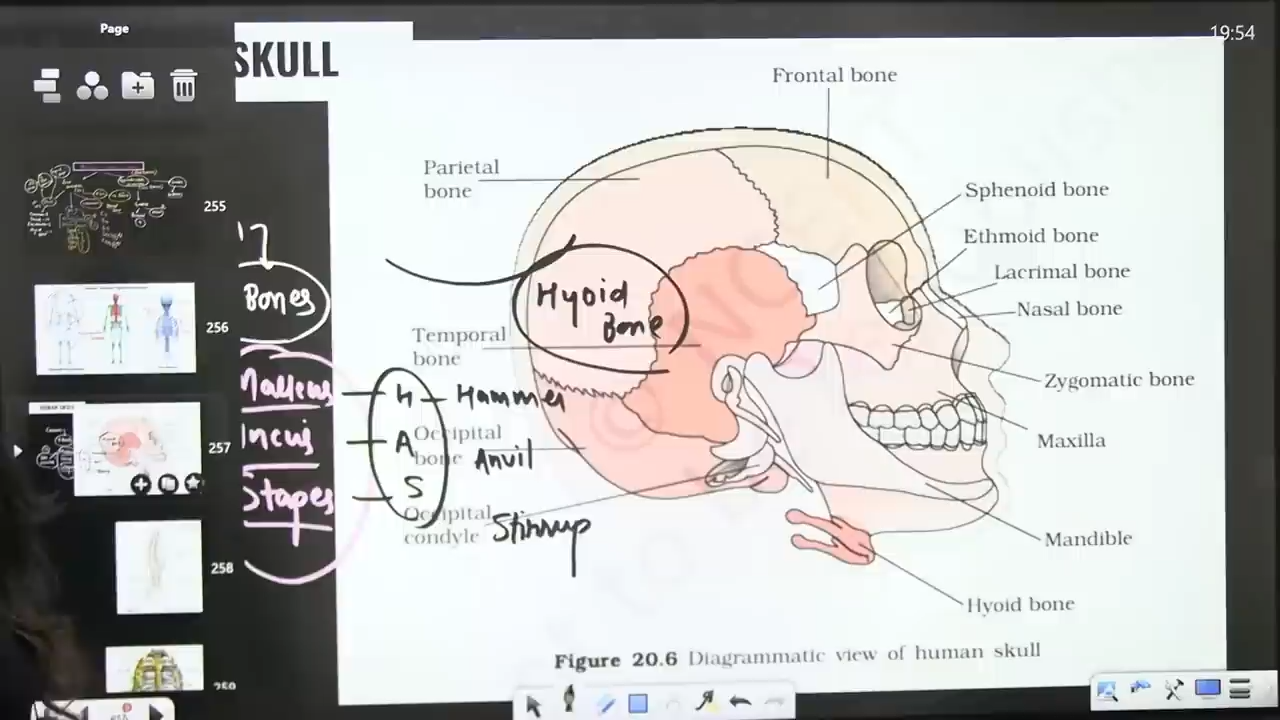 Page
19:54
SKULL
Frontal bone
Parietal
bone
Sphenoid bone
Ethmoid bone
Lacrimal bone
Nasal bone
255
256
257
258
259
17
Bones
Hyoid
Bone
Temporal
bone
Zygomatic bone
Malleus — H — Hammer
Incus — A Anvil
Stapes — S Stirrup
Occipital
bone
Maxilla
Occipital
condyle
Mandible
Hyoid bone
Figure 20.6 Diagrammatic view of human skull